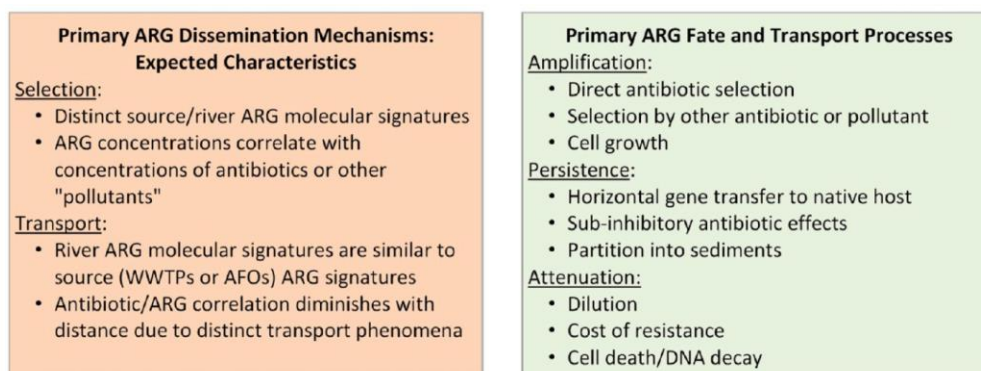 Primary ARG Dissemination Mechanisms:
Expected Characteristics
Selection:
• Distinct source/river ARG molecular signatures
• ARG concentrations correlate with
concentrations of antibiotics or other
"pollutants"
Transport:
• River ARG molecular signatures are similar to
source (WWTPs or AFOs) ARG signatures
• Antibiotic/ARG correlation diminishes with
distance due to distinct transport phenomena
Primary ARG Fate and Transport Processes
Amplification:
• Direct antibiotic selection
• Selection by other antibiotic or pollutant
• Cell growth
Persistence:
• Horizontal gene transfer to native host
• Sub-inhibitory antibiotic effects
• Partition into sediments
Attenuation:
• Dilution
• Cost of resistance
• Cell death/DNA decay